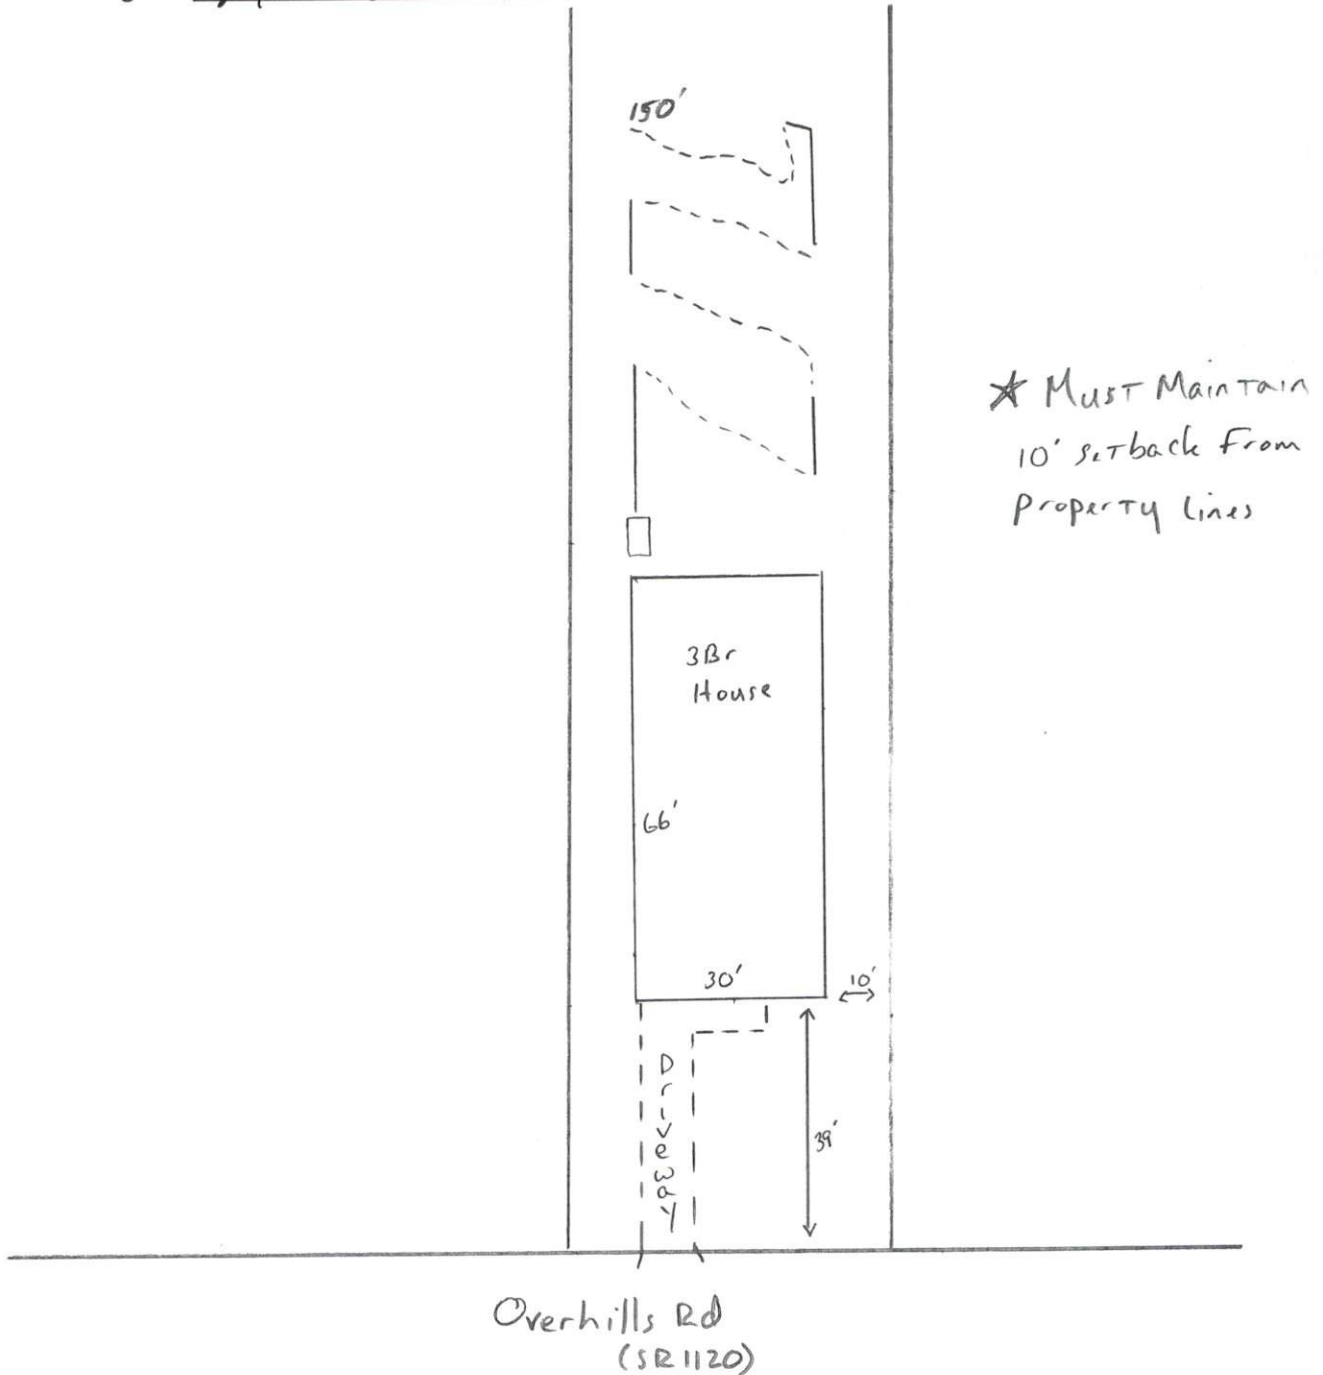 150'
★ Must Maintain
10' setback From
Property lines
3Br
House
66'
30'
10'
Driveway
39'
Overhills Rd
(SR1120)